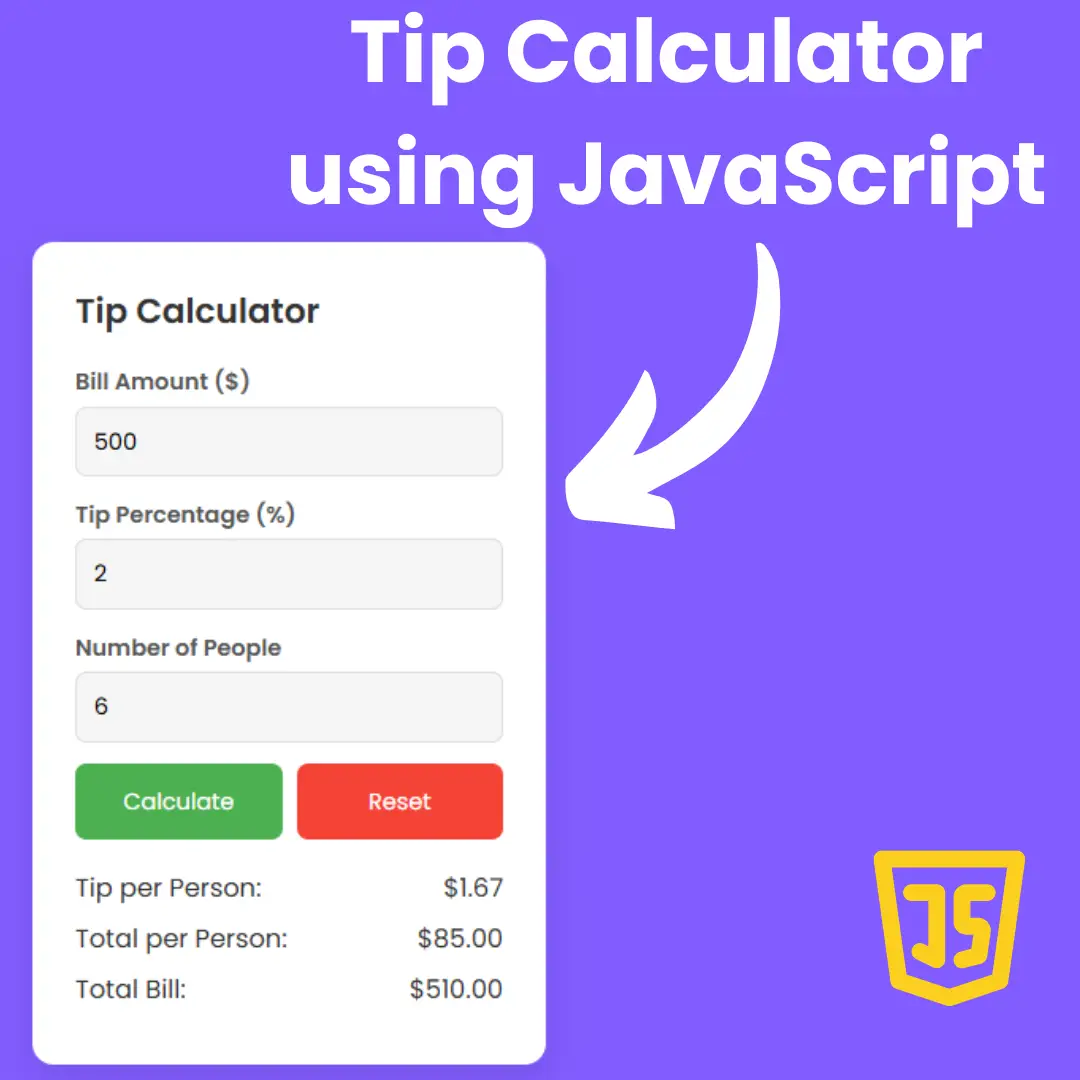 Tip Calculator
using JavaScript
Tip Calculator
Bill Amount ($)
500
Tip Percentage (%)
2
Number of People
6
Calculate Reset
Tip per Person: $1.67
Total per Person: $85.00
Total Bill: $510.00
JS